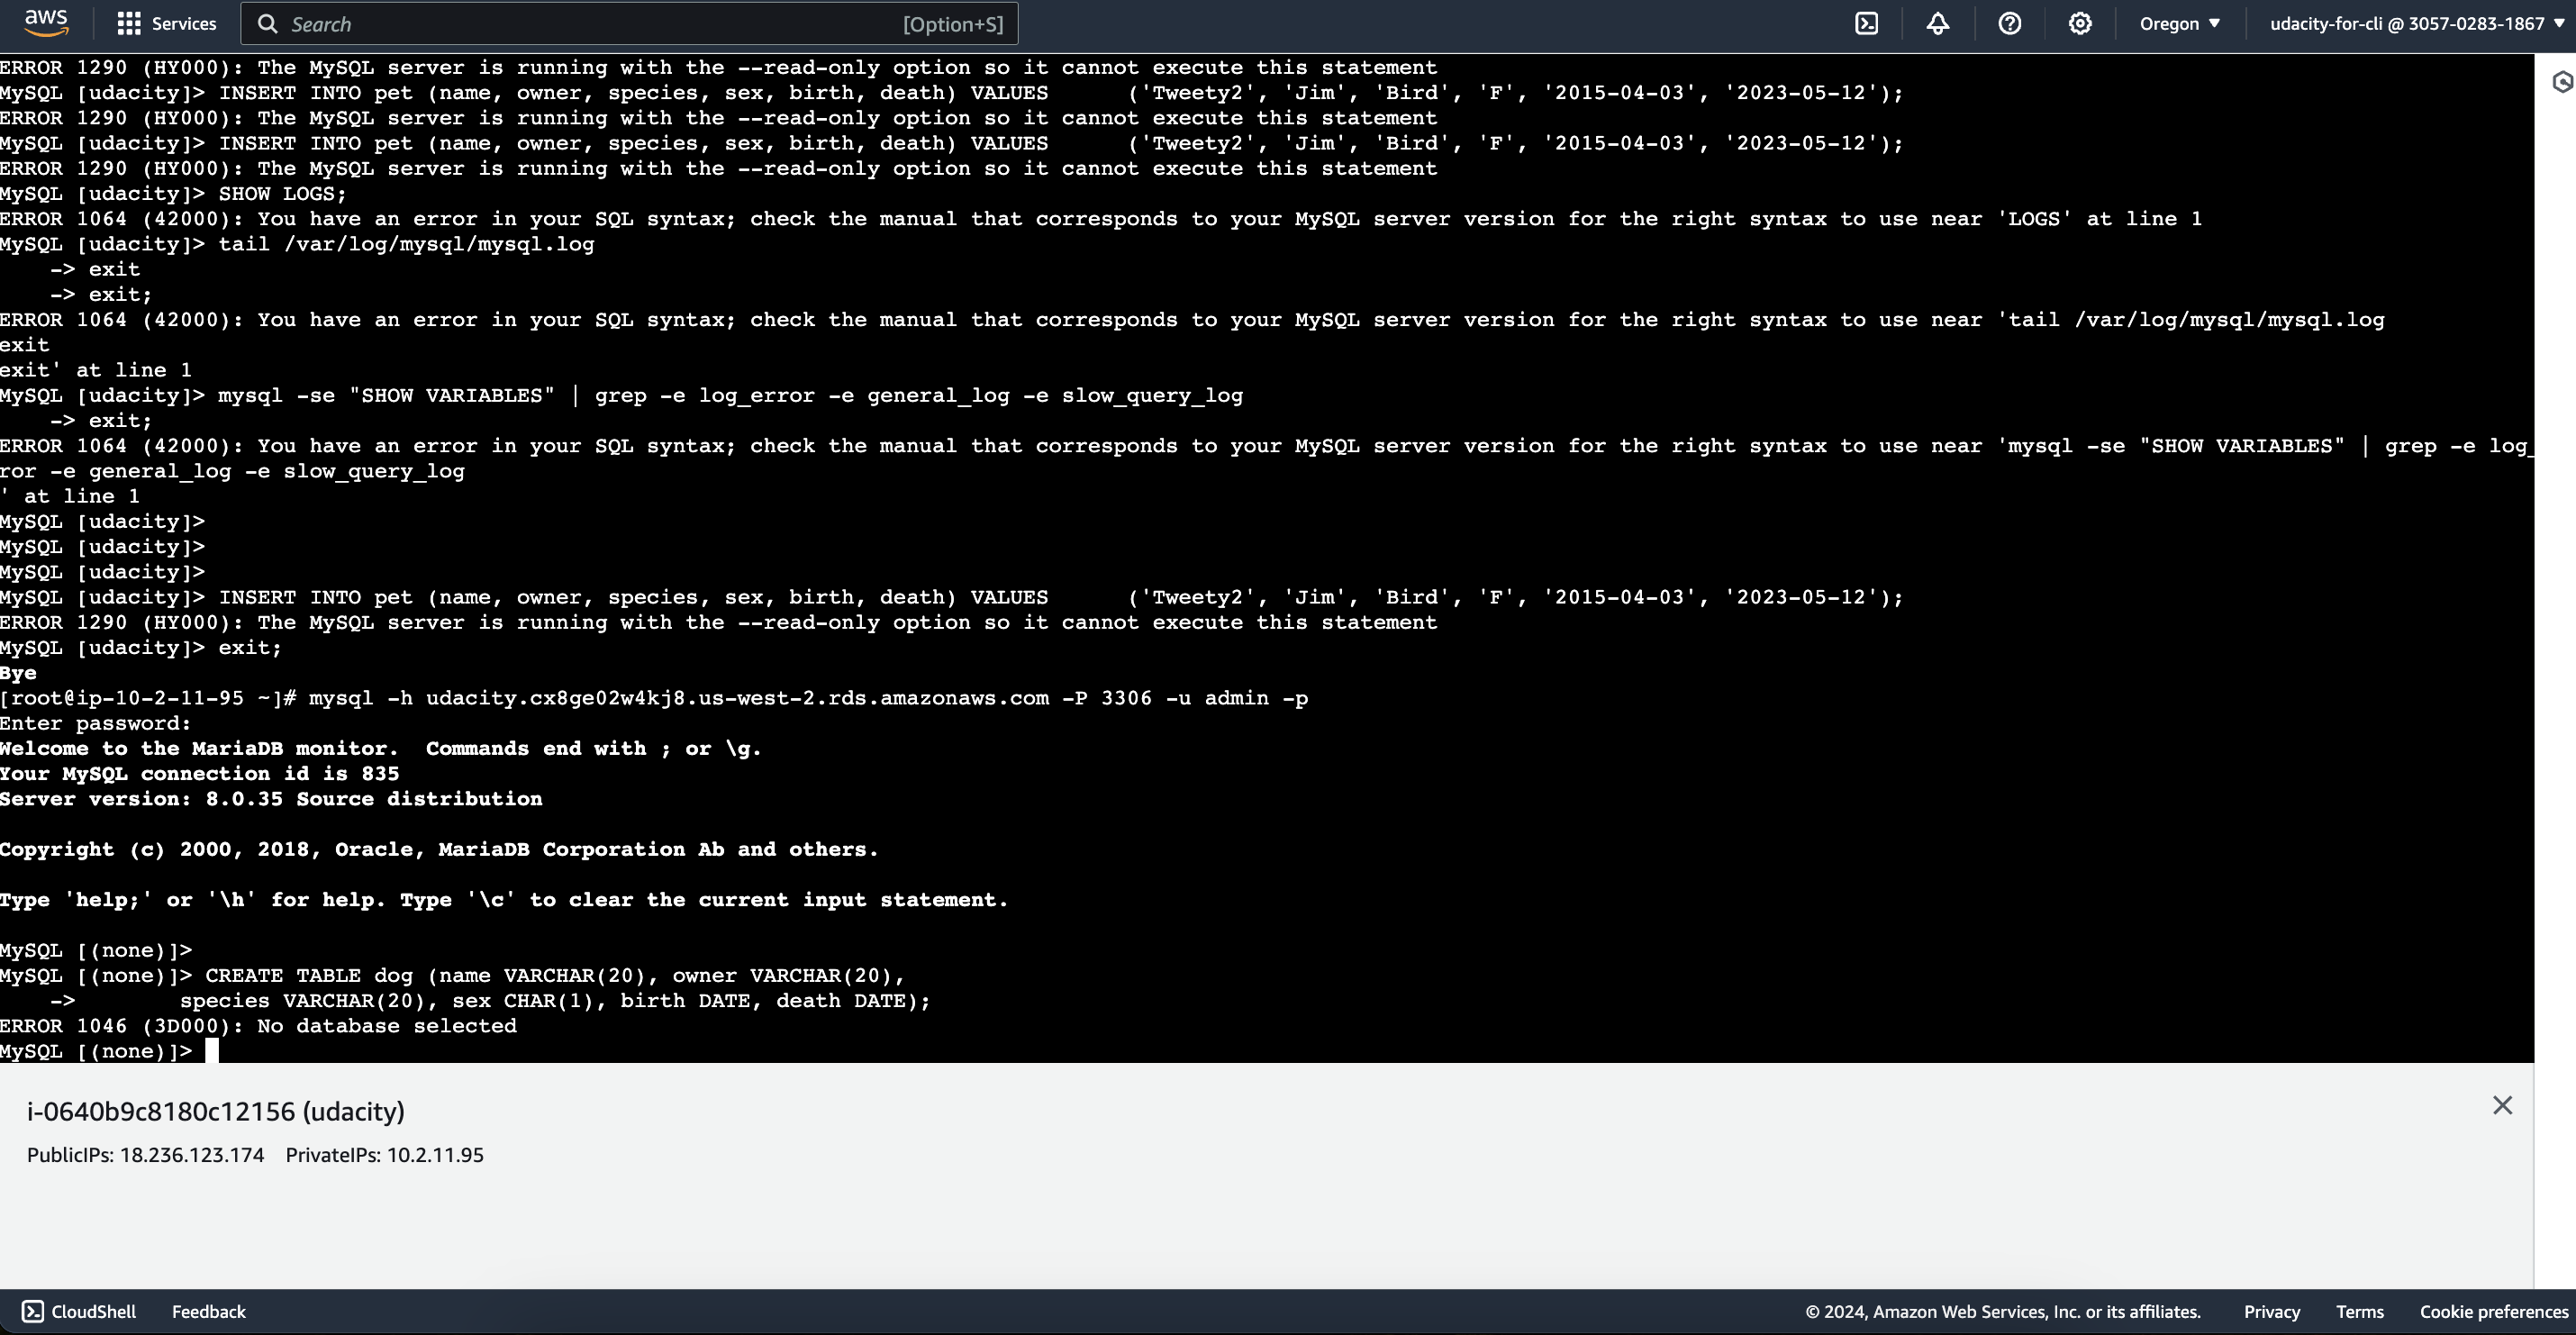 aws Services Search [Option+S] Oregon ▼ udacity-for-cli @ 3057-0283-1867 ▼
ERROR 1290 (HY000): The MySQL server is running with the --read-only option so it cannot execute this statement
MySQL [udacity]> INSERT INTO pet (name, owner, species, sex, birth, death) VALUES      ('Tweety2', 'Jim', 'Bird', 'F', '2015-04-03', '2023-05-12');
ERROR 1290 (HY000): The MySQL server is running with the --read-only option so it cannot execute this statement
MySQL [udacity]> INSERT INTO pet (name, owner, species, sex, birth, death) VALUES      ('Tweety2', 'Jim', 'Bird', 'F', '2015-04-03', '2023-05-12');
ERROR 1290 (HY000): The MySQL server is running with the --read-only option so it cannot execute this statement
MySQL [udacity]> SHOW LOGS;
ERROR 1064 (42000): You have an error in your SQL syntax; check the manual that corresponds to your MySQL server version for the right syntax to use near 'LOGS' at line 1
MySQL [udacity]> tail /var/log/mysql/mysql.log
    -> exit
    -> exit;
ERROR 1064 (42000): You have an error in your SQL syntax; check the manual that corresponds to your MySQL server version for the right syntax to use near 'tail /var/log/mysql/mysql.log
exit
exit' at line 1
MySQL [udacity]> mysql -se "SHOW VARIABLES" | grep -e log_error -e general_log -e slow_query_log
    -> exit;
ERROR 1064 (42000): You have an error in your SQL syntax; check the manual that corresponds to your MySQL server version for the right syntax to use near 'mysql -se "SHOW VARIABLES" | grep -e log_
ror -e general_log -e slow_query_log
' at line 1
MySQL [udacity]>
MySQL [udacity]>
MySQL [udacity]>
MySQL [udacity]> INSERT INTO pet (name, owner, species, sex, birth, death) VALUES      ('Tweety2', 'Jim', 'Bird', 'F', '2015-04-03', '2023-05-12');
ERROR 1290 (HY000): The MySQL server is running with the --read-only option so it cannot execute this statement
MySQL [udacity]> exit;
Bye
[root@ip-10-2-11-95 ~]# mysql -h udacity.cx8ge02w4kj8.us-west-2.rds.amazonaws.com -P 3306 -u admin -p
Enter password:
Welcome to the MariaDB monitor.  Commands end with ; or \g.
Your MySQL connection id is 835
Server version: 8.0.35 Source distribution
Copyright (c) 2000, 2018, Oracle, MariaDB Corporation Ab and others.
Type 'help;' or '\h' for help. Type '\c' to clear the current input statement.
MySQL [(none)]>
MySQL [(none)]> CREATE TABLE dog (name VARCHAR(20), owner VARCHAR(20),
    ->        species VARCHAR(20), sex CHAR(1), birth DATE, death DATE);
ERROR 1046 (3D000): No database selected
MySQL [(none)]>
i-0640b9c8180c12156 (udacity)
PublicIPs: 18.236.123.174 PrivateIPs: 10.2.11.95
CloudShell Feedback © 2024, Amazon Web Services, Inc. or its affiliates. Privacy Terms Cookie preferences